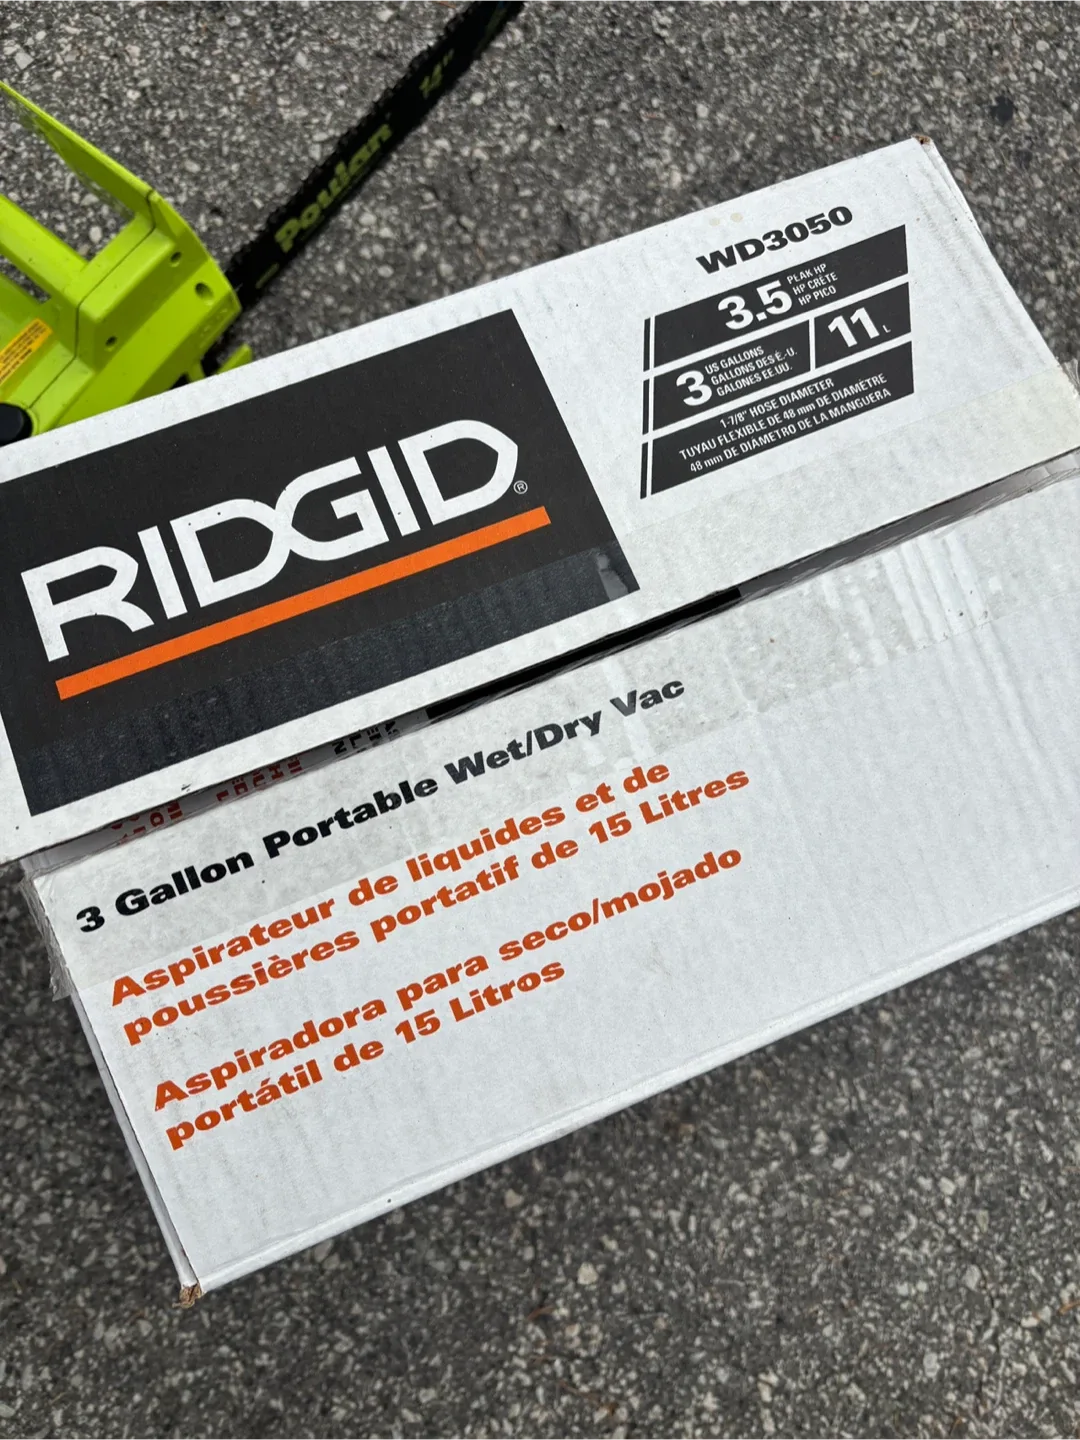 Poulan 14"
WD3050
3.5 PEAK HP
HP CRÊTE
HP PICO
3 US GALLONS
GALLONS DES É.-U.
GALONES EE.UU.
11 L
1-7/8" HOSE DIAMETER
TUYAU FLEXIBLE DE 48 mm DE DIAMÈTRE
48 mm DE DIÁMETRO DE LA MANGUERA
RIDGID®
3 Gallon Portable Wet/Dry Vac
Aspirateur de liquides et de
poussières portatif de 15 Litres
Aspiradora para seco/mojado
portátil de 15 Litros